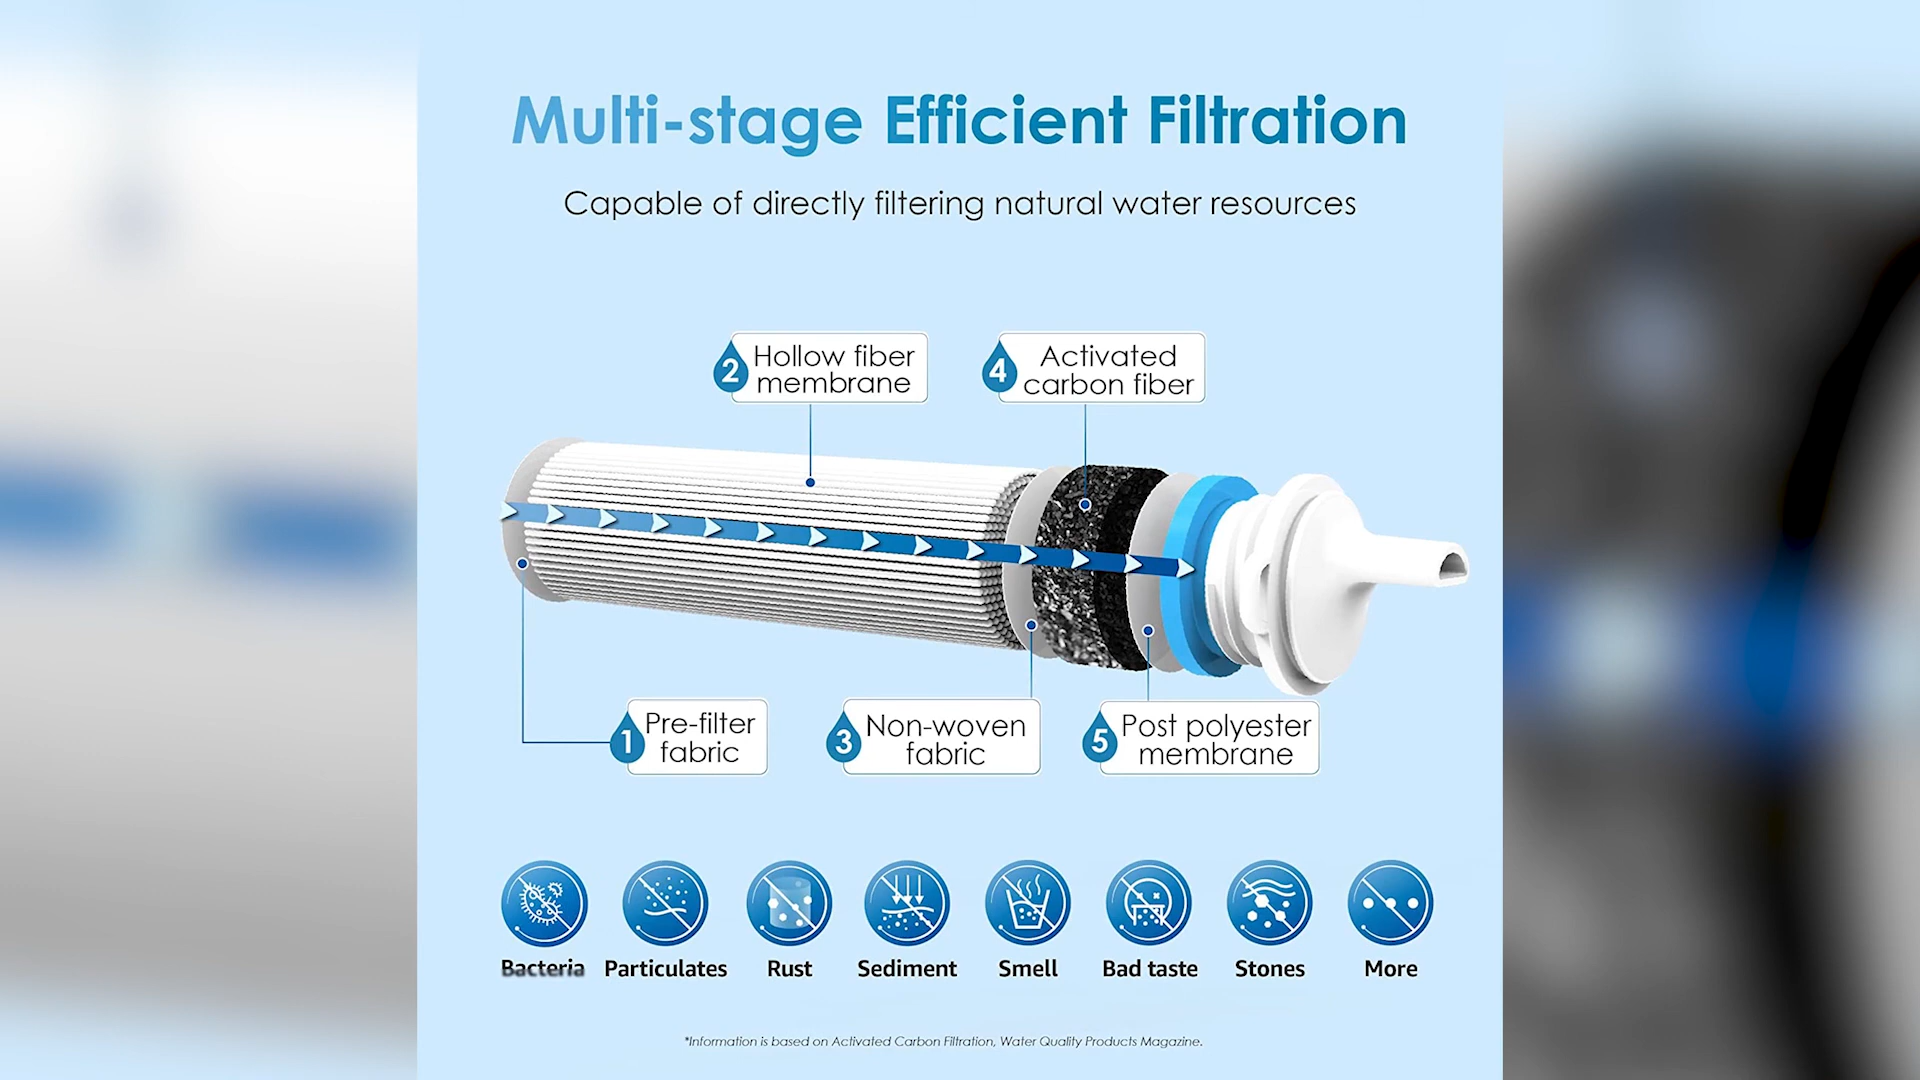 Multi-stage Efficient Filtration
Capable of directly filtering natural water resources
2 Hollow fiber
membrane
4 Activated
carbon fiber
1 Pre-filter
fabric
3 Non-woven
fabric
5 Post polyester
membrane
Bacteria Particulates Rust Sediment Smell Bad taste Stones More
*Information is based on Activated Carbon Filtration, Water Quality Products Magazine.